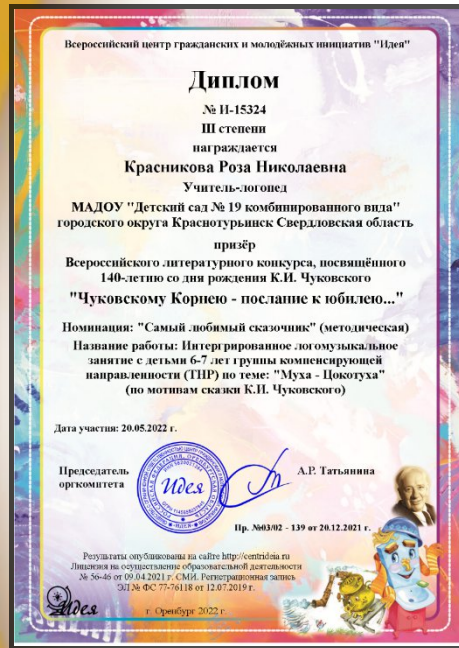 Всероссийский центр гражданских и молодёжных инициатив "Идея"
Диплом
№ И-15324
III степени
награждается
Красникова Роза Николаевна
Учитель-логопед
МАДОУ "Детский сад № 19 комбинированного вида"
городского округа Краснотурьинск Свердловская область
призёр
Всероссийского литературного конкурса, посвящённого
140-летию со дня рождения К.И. Чуковского
"Чуковскому Корнею - послание к юбилею..."
Номинация: "Самый любимый сказочник" (методическая)
Название работы: Интергрированное логомузыкальное
занятие с детьми 6-7 лет группы компенсирующей
направленности (ТНР) по теме: "Муха - Цокотуха"
(по мотивам сказки К.И. Чуковского)
Дата участия: 20.05.2022 г.
Председатель
оргкомитета
Идея
А.Р. Татьянина
Пр. №03/02 - 139 от 20.12.2021 г.
Результаты опубликованы на сайте http://centrideia.ru
Лицензия на осуществление образовательной деятельности
№ 56-46 от 09.04.2021 г. СМИ. Регистрационная запись
ЭЛ № ФС 77-76118 от 12.07.2019 г.
Идея
г. Оренбург 2022 г.